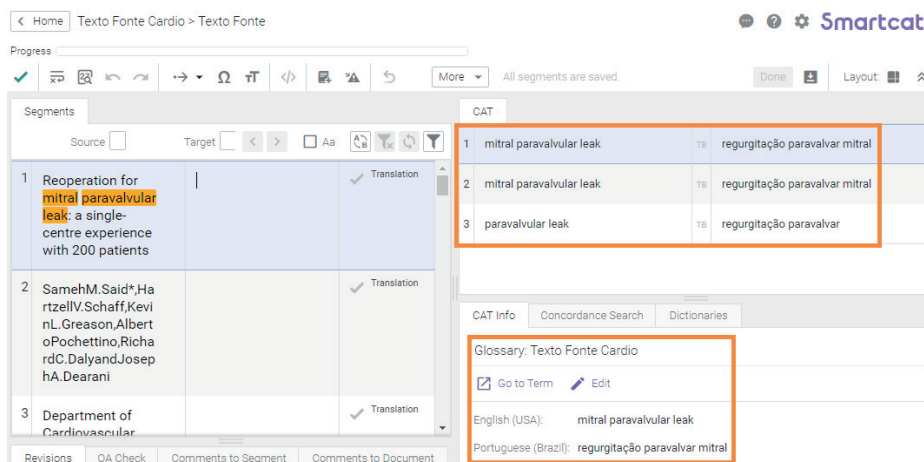 < Home Texto Fonte Cardio > Texto Fonte
Smartcat
Progress
More All segments are saved. Done Layout:
Segments
Source Target < > Aa
1 Reoperation for
mitral paravalvular
leak: a single-
centre experience
with 200 patients
Translation
2 SamehM.Said*,Ha
rtzellV.Schaff,Kevi
nL.Greason,Albert
oPochettino,Richa
rdC.DalyandJosep
hA.Dearani
Translation
3 Department of
Cardiovascular
Translation
Revisions QA Check Comments to Segment Comments to Document
CAT
1 mitral paravalvular leak TB regurgitação paravalvar mitral
2 mitral paravalvular leak TB regurgitação paravalvar mitral
3 paravalvular leak TB regurgitação paravalvar
CAT Info Concordance Search Dictionaries
Glossary: Texto Fonte Cardio
Go to Term Edit
English (USA): mitral paravalvular leak
Portuguese (Brazil): regurgitação paravalvar mitral